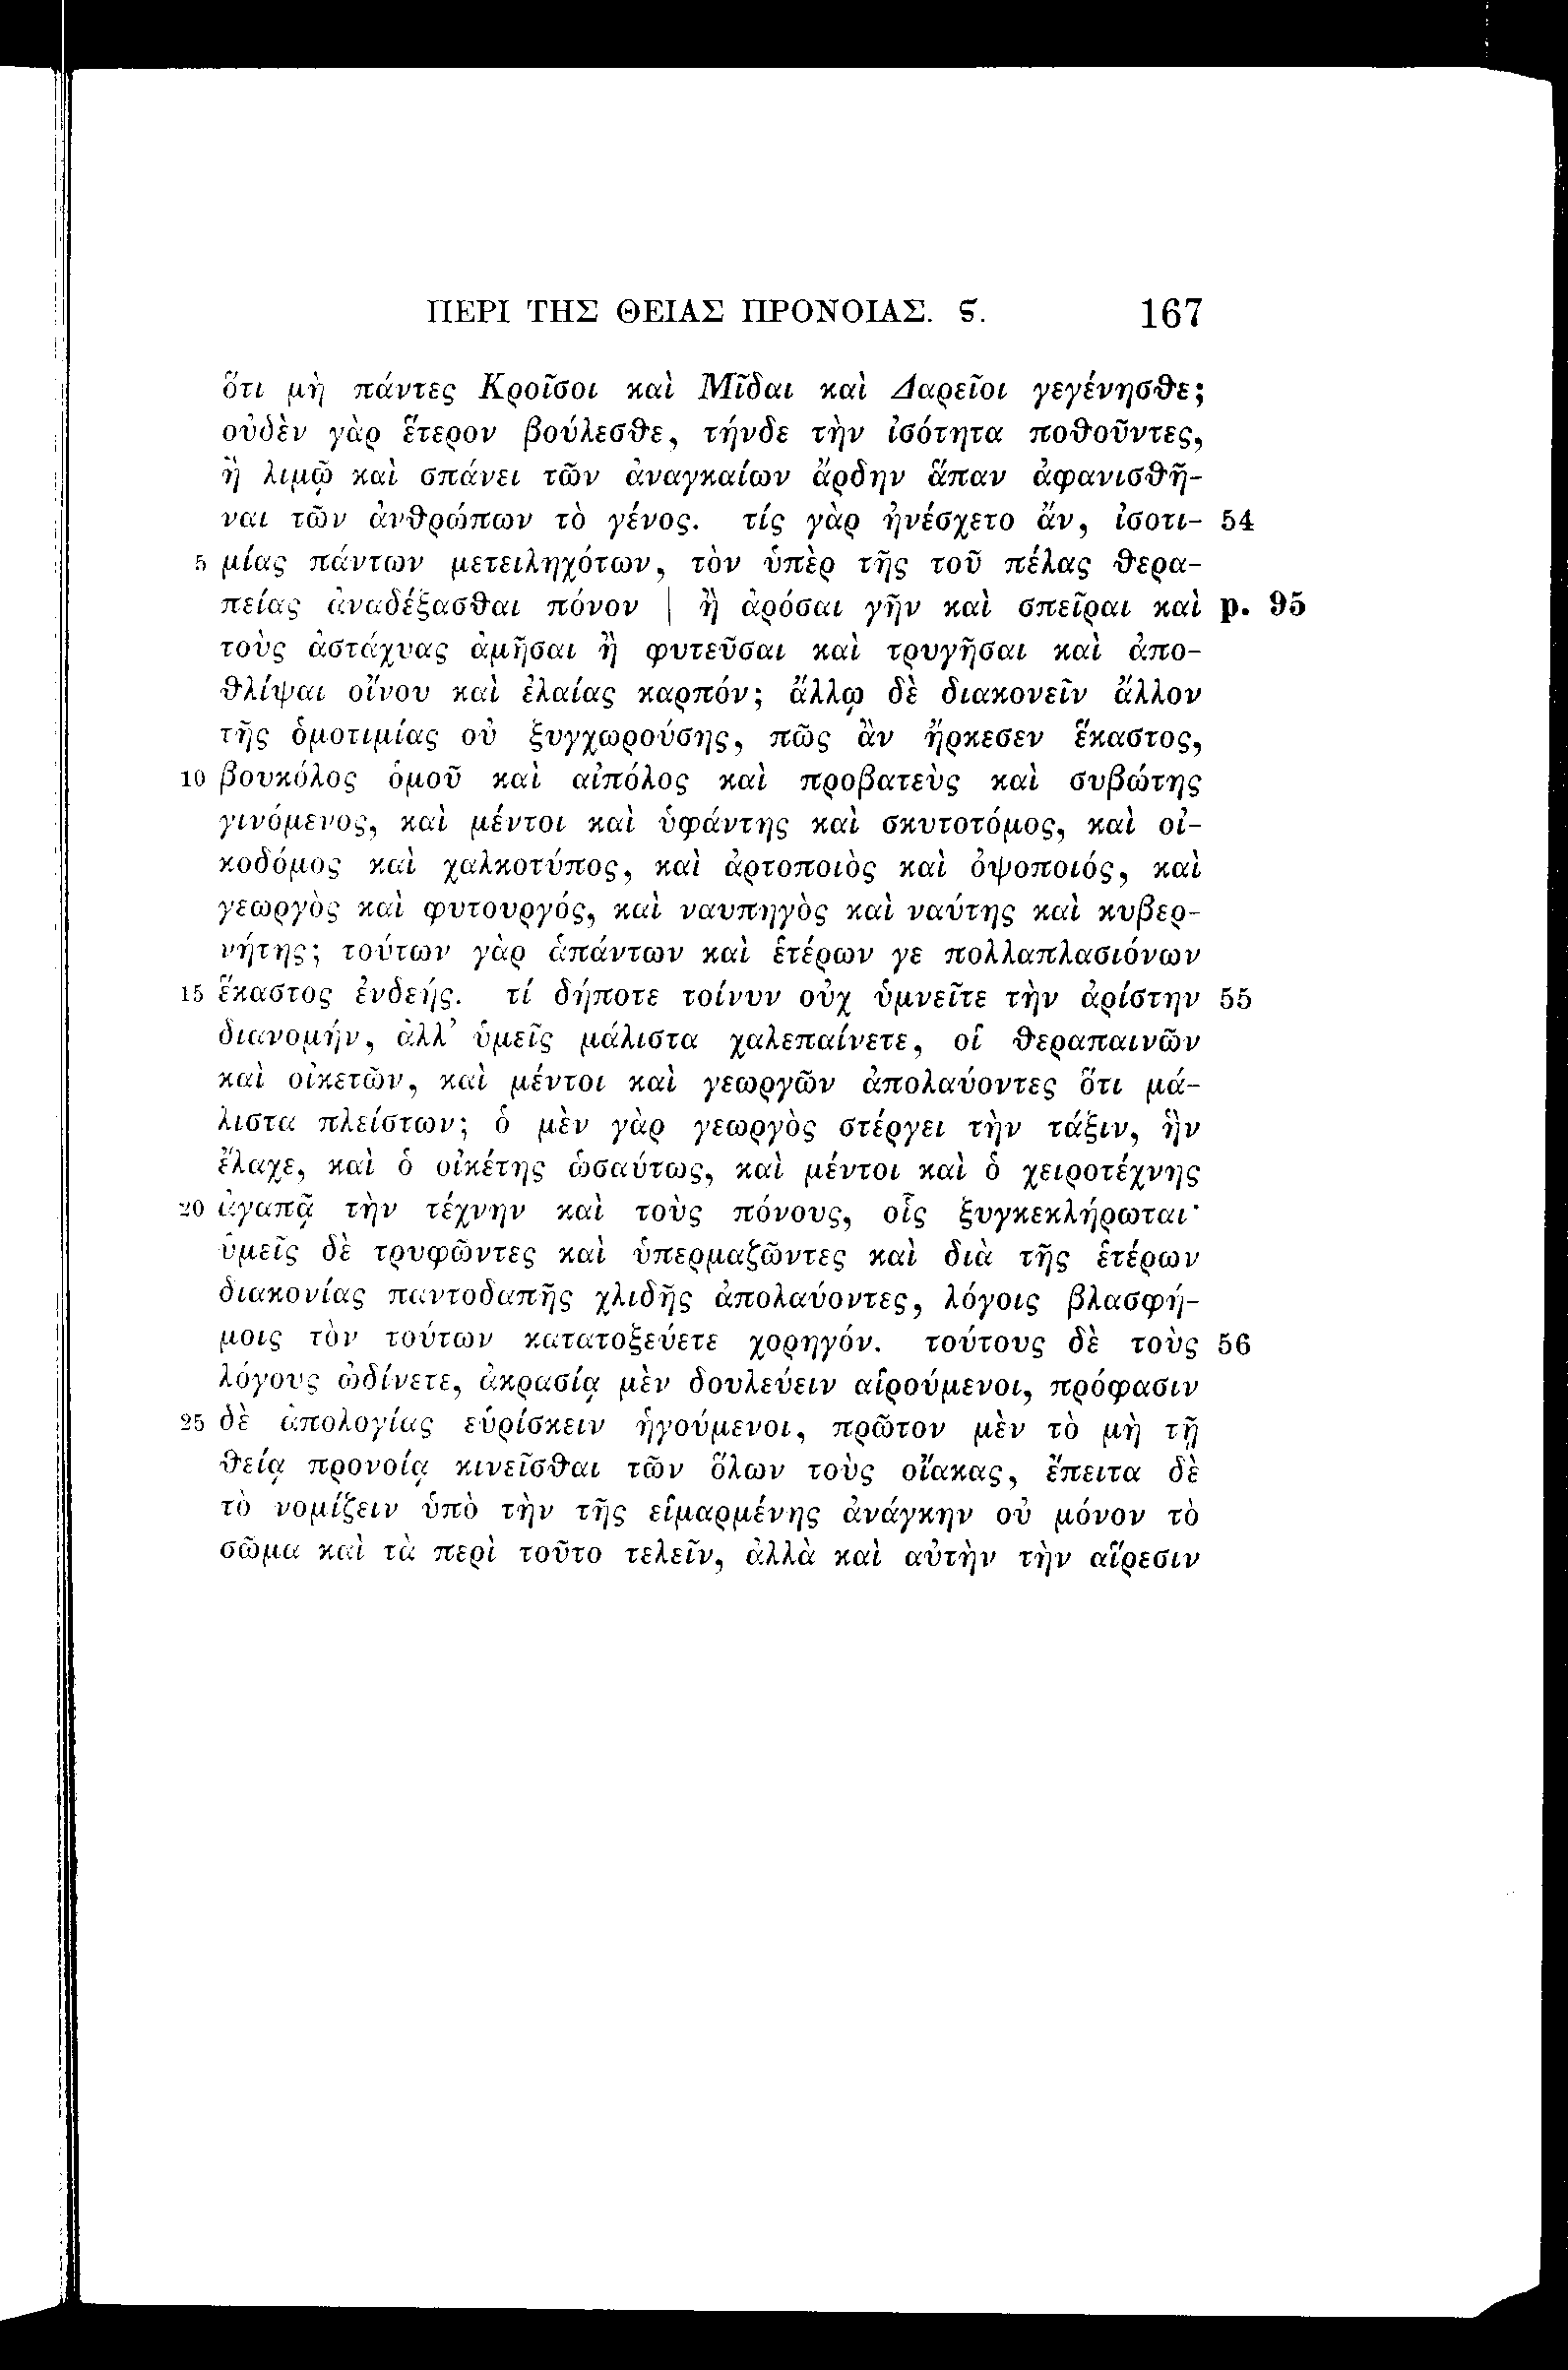 ΠΕΡΙ ΤΗΣ ΘΕΙΑΣ ΠΡΟΝΟΙΑΣ. ϛ. 167
ὅτι μὴ πάντες Κροῖσοι καὶ Μῖδαι καὶ Δαρεῖοι γεγένησθε;
οὐδὲν γὰρ ἕτερον βούλεσθε, τήνδε τὴν ἰσότητα ποθοῦντες,
ἢ λιμῷ καὶ σπάνει τῶν ἀναγκαίων ἄρδην ἅπαν ἀφανισθῆ-
ναι τῶν ἀνθρώπων τὸ γένος. τίς γὰρ ἠνέσχετο ἄν, ἰσοτι- 54
5 μίας πάντων μετειληχότων, τὸν ὑπὲρ τῆς τοῦ πέλας θερα-
πείας ἀναδέξασθαι πόνον | ἢ ἀρόσαι γῆν καὶ σπεῖραι καὶ p. 95
τοὺς ἀστάχυας ἀμῆσαι ἢ φυτεῦσαι καὶ τρυγῆσαι καὶ ἀπο-
θλίψαι οἴνου καὶ ἐλαίας καρπόν; ἄλλῳ δὲ διακονεῖν ἄλλον
τῆς ὁμοτιμίας οὐ ξυγχωρούσης, πῶς ἂν ἤρκεσεν ἕκαστος,
10 βουκόλος ὁμοῦ καὶ αἰπόλος καὶ προβατεὺς καὶ συβώτης
γινόμενος, καὶ μέντοι καὶ ὑφάντης καὶ σκυτοτόμος, καὶ οἰ-
κοδόμος καὶ χαλκοτύπος, καὶ ἀρτοποιὸς καὶ ὀψοποιός, καὶ
γεωργὸς καὶ φυτουργός, καὶ ναυπηγὸς καὶ ναύτης καὶ κυβερ-
νήτης; τούτων γὰρ ἁπάντων καὶ ἑτέρων γε πολλαπλασιόνων
15 ἕκαστος ἐνδεής. τί δήποτε τοίνυν οὐχ ὑμνεῖτε τὴν ἀρίστην 55
διανομήν, ἀλλ’ ὑμεῖς μάλιστα χαλεπαίνετε, οἱ θεραπαινῶν
καὶ οἰκετῶν, καὶ μέντοι καὶ γεωργῶν ἀπολαύοντες ὅτι μά-
λιστα πλείστων; ὁ μὲν γὰρ γεωργὸς στέργει τὴν τάξιν, ἣν
ἔλαχε, καὶ ὁ οἰκέτης ὡσαύτως, καὶ μέντοι καὶ ὁ χειροτέχνης
20 ἀγαπᾷ τὴν τέχνην καὶ τοὺς πόνους, οἷς ξυγκεκλήρωται·
ὑμεῖς δὲ τρυφῶντες καὶ ὑπερμαζῶντες καὶ διὰ τῆς ἑτέρων
διακονίας παντοδαπῆς χλιδῆς ἀπολαύοντες, λόγοις βλασφή-
μοις τὸν τούτων κατατοξεύετε χορηγόν. τούτους δὲ τοὺς 56
λόγους ὠδίνετε, ἀκρασίᾳ μὲν δουλεύειν αἱρούμενοι, πρόφασιν
25 δὲ ἀπολογίας εὑρίσκειν ἡγούμενοι, πρῶτον μὲν τὸ μὴ τῇ
θείᾳ προνοίᾳ κινεῖσθαι τῶν ὅλων τοὺς οἴακας, ἔπειτα δὲ
τὸ νομίζειν ὑπὸ τὴν τῆς εἱμαρμένης ἀνάγκην οὐ μόνον τὸ
σῶμα καὶ τὰ περὶ τοῦτο τελεῖν, ἀλλὰ καὶ αὐτὴν τὴν αἵρεσιν